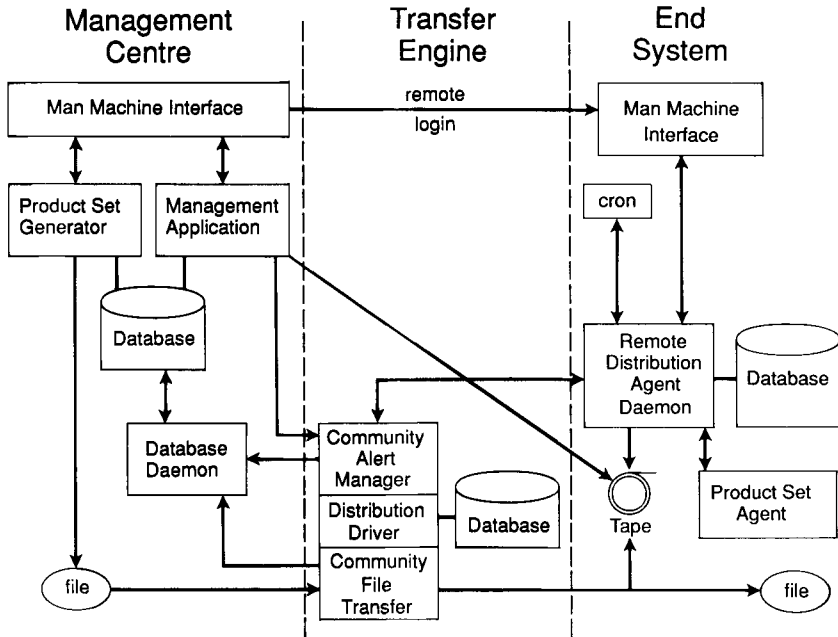 Management
Centre
Transfer
Engine
End
System
Man Machine Interface
remote
login
Man Machine
Interface
Product Set
Generator
Management
Application
cron
Database
Remote
Distribution
Agent
Daemon
Database
Database
Daemon
Community
Alert
Manager
Distribution
Driver
Database
Community
File
Transfer
Tape
Product Set
Agent
file
file